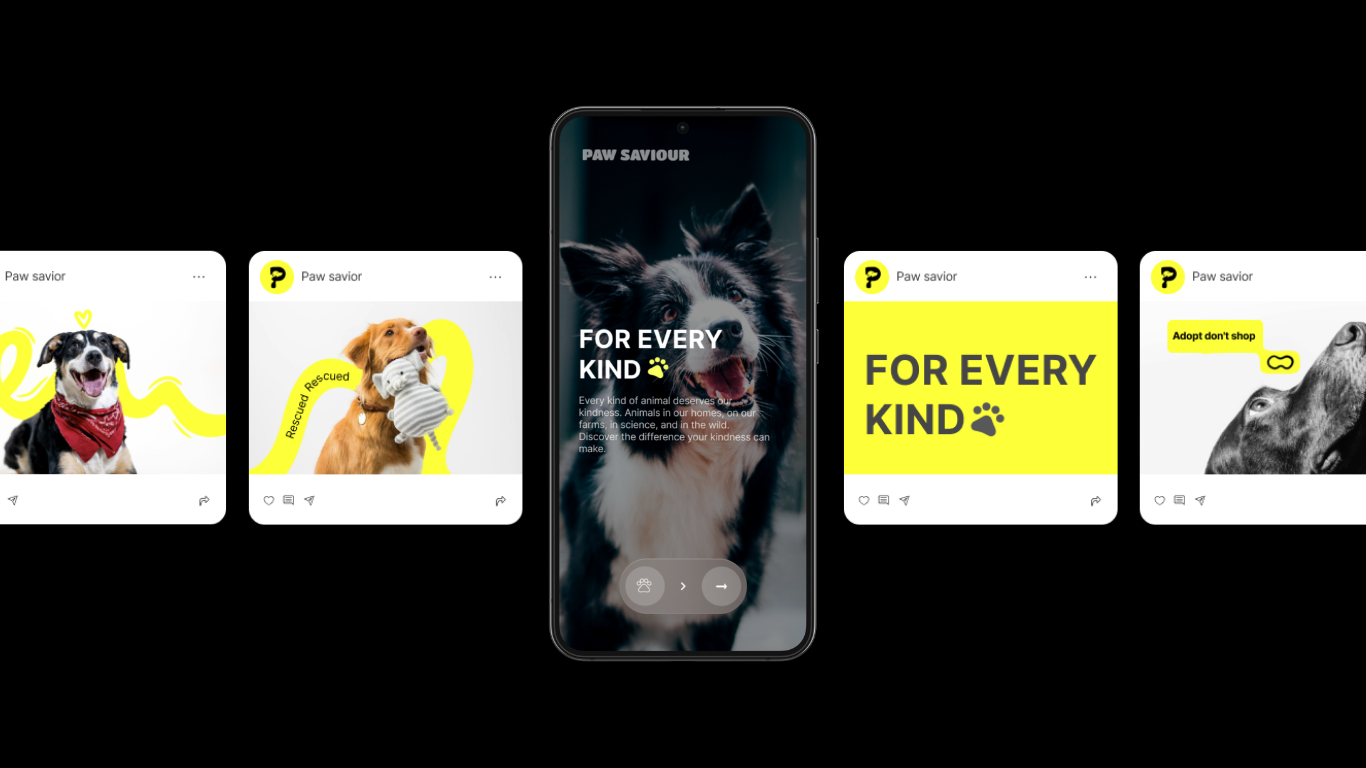 Paw savior
Paw savior
Rescued Rescued
PAW SAVIOUR
FOR EVERY
KIND
Every kind of animal deserves our
kindness. Animals in our homes, on our
farms, in science, and in the wild.
Discover the difference your kindness can
make.
Paw savior
FOR EVERY
KIND
Paw savior
Adopt don't shop